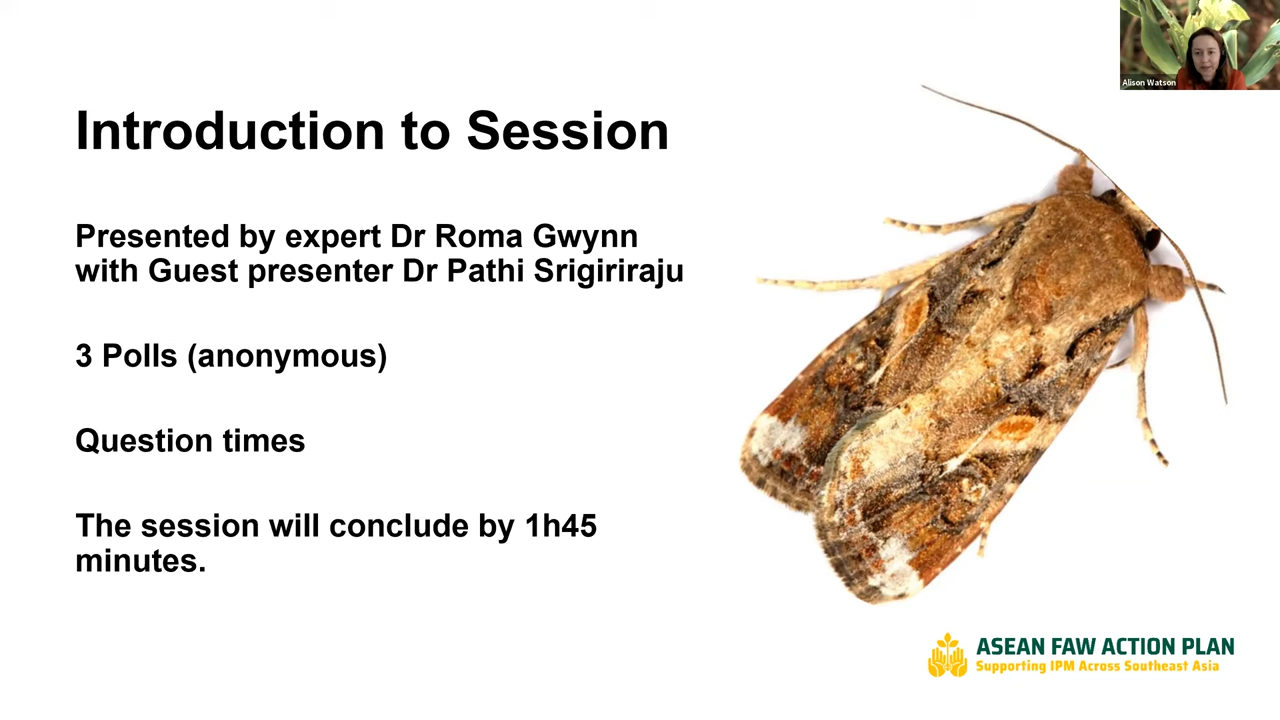 Alison Watson
Introduction to Session
Presented by expert Dr Roma Gwynn
with Guest presenter Dr Pathi Srigiriraju
3 Polls (anonymous)
Question times
The session will conclude by 1h45
minutes.
ASEAN FAW ACTION PLAN
Supporting IPM Across Southeast Asia